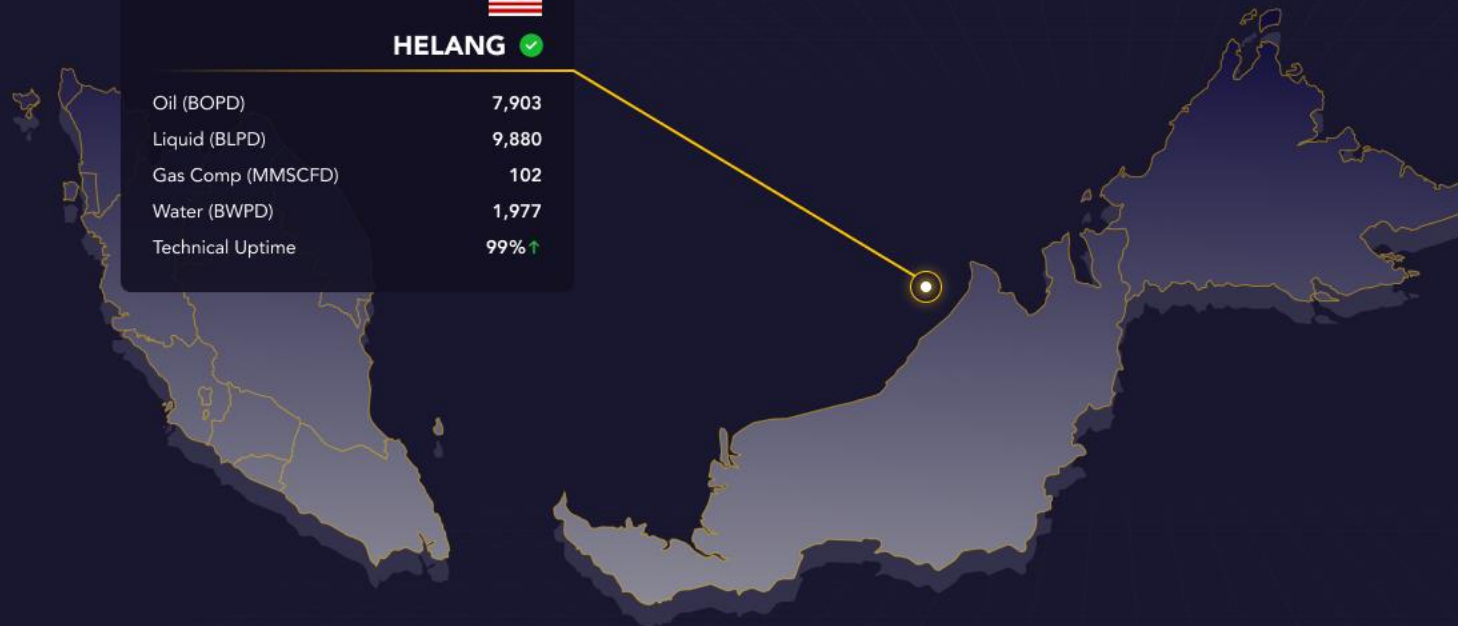 HELANG
Oil (BOPD) 7,903
Liquid (BLPD) 9,880
Gas Comp (MMSCFD) 102
Water (BWPD) 1,977
Technical Uptime 99%↑